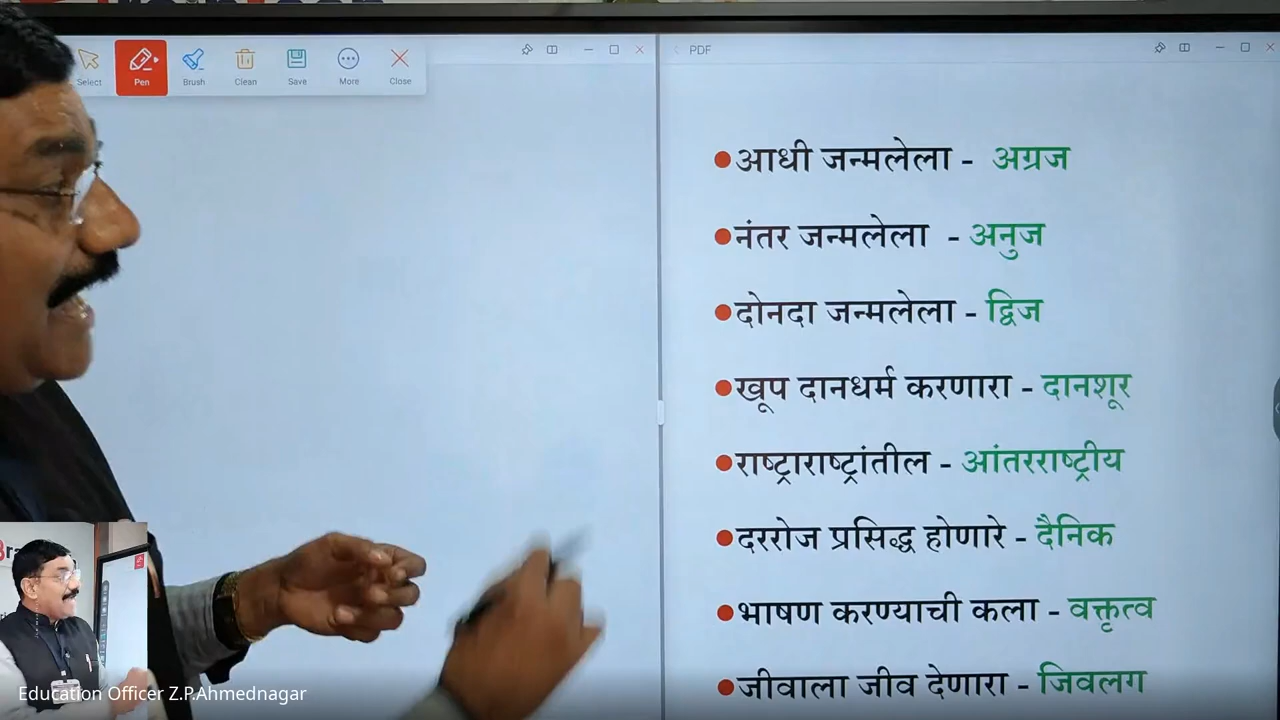 Select Pen Brush Clean Save More Close
PDF
●आधी जन्मलेला - अग्रज
●नंतर जन्मलेला - अनुज
●दोनदा जन्मलेला - द्विज
●खूप दानधर्म करणारा - दानशूर
●राष्ट्राराष्ट्रांतील - आंतरराष्ट्रीय
●दररोज प्रसिद्ध होणारे - दैनिक
●भाषण करण्याची कला - वक्तृत्व
●जीवाला जीव देणारा - जिवलग
Education Officer Z.P.Ahmednagar